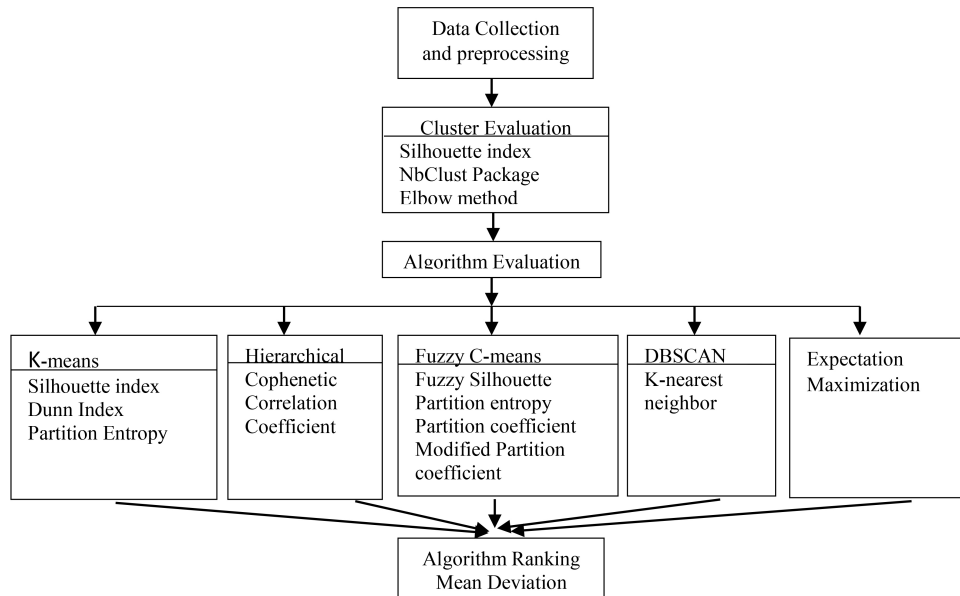 Data Collection
and preprocessing
Cluster Evaluation
Silhouette index
NbClust Package
Elbow method
Algorithm Evaluation
K-means
Silhouette index
Dunn Index
Partition Entropy
Hierarchical
Cophenetic
Correlation
Coefficient
Fuzzy C-means
Fuzzy Silhouette
Partition entropy
Partition coefficient
Modified Partition
coefficient
DBSCAN
K-nearest
neighbor
Expectation
Maximization
Algorithm Ranking
Mean Deviation